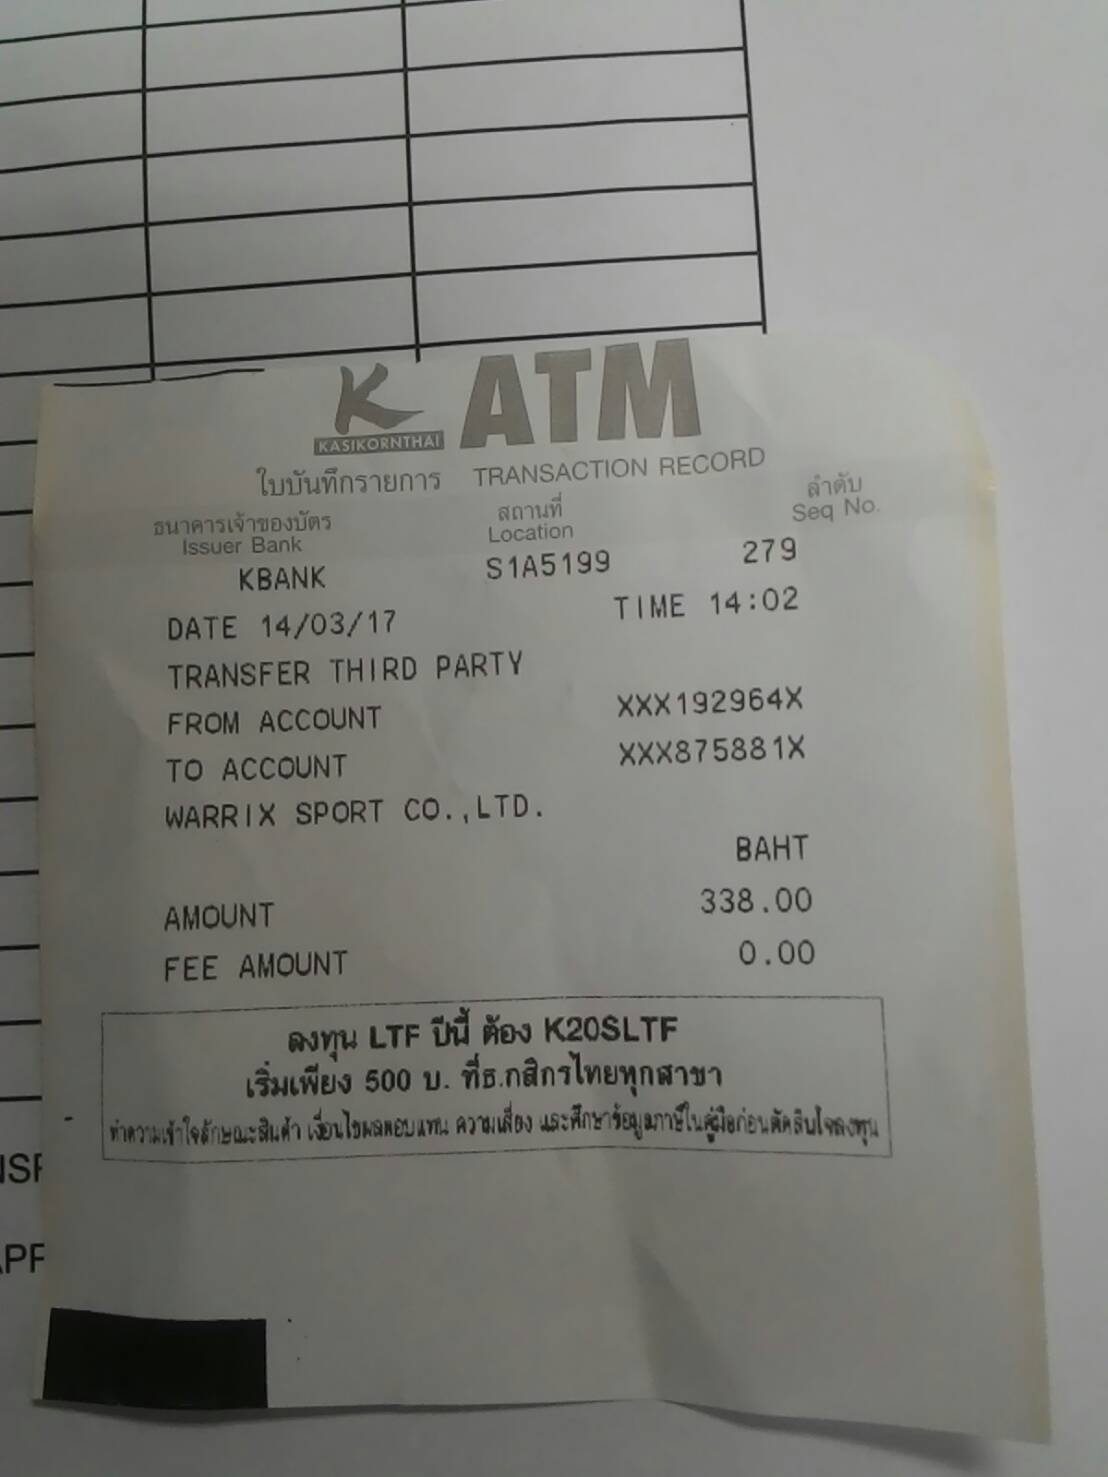 K ATM
KASIKORNTHAI
ใบบันทึกรายการ TRANSACTION RECORD
ธนาคารเจ้าของบัตร สถานที่ ลำดับ
Issuer Bank Location Seq No.
KBANK S1A5199 279
DATE 14/03/17 TIME 14:02
TRANSFER THIRD PARTY
FROM ACCOUNT XXX192964X
TO ACCOUNT XXX875881X
WARRIX SPORT CO.,LTD.
BAHT
AMOUNT 338.00
FEE AMOUNT 0.00
ลงทุน LTF ปีนี้ ต้อง K20SLTF
เริ่มเพียง 500 บ. ที่ธ.กสิกรไทยทุกสาขา
ทำความเข้าใจลักษณะสินค้า เงื่อนไขผลตอบแทน ความเสี่ยง และศึกษาข้อมูลภาษีในคู่มือก่อนตัดสินใจลงทุน